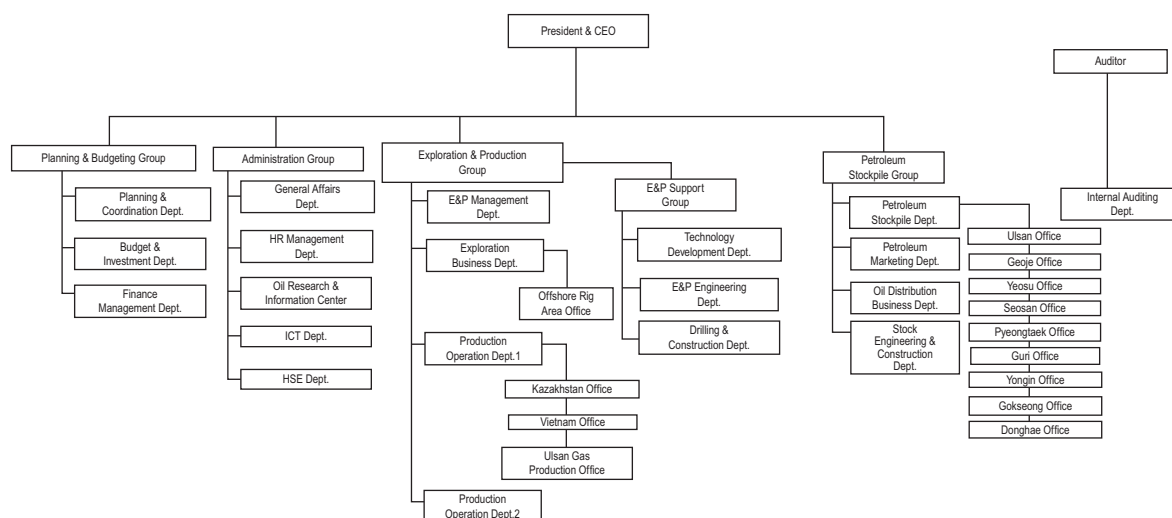 President & CEO
Auditor
Planning & Budgeting Group
Administration Group
Exploration & Production
Group
Petroleum
Stockpile Group
Planning &
Coordination Dept.
Budget &
Investment Dept.
Finance
Management Dept.
General Affairs
Dept.
HR Management
Dept.
Oil Research &
Information Center
ICT Dept.
HSE Dept.
E&P Management
Dept.
Exploration
Business Dept.
Offshore Rig
Area Office
Production
Operation Dept.1
Kazakhstan Office
Vietnam Office
Ulsan Gas
Production Office
Production
Operation Dept.2
E&P Support
Group
Technology
Development Dept.
E&P Engineering
Dept.
Drilling &
Construction Dept.
Petroleum
Stockpile Dept.
Petroleum
Marketing Dept.
Oil Distribution
Business Dept.
Stock
Engineering &
Construction
Dept.
Ulsan Office
Geoje Office
Yeosu Office
Seosan Office
Pyeongtaek Office
Guri Office
Yongin Office
Gokseong Office
Donghae Office
Internal Auditing
Dept.